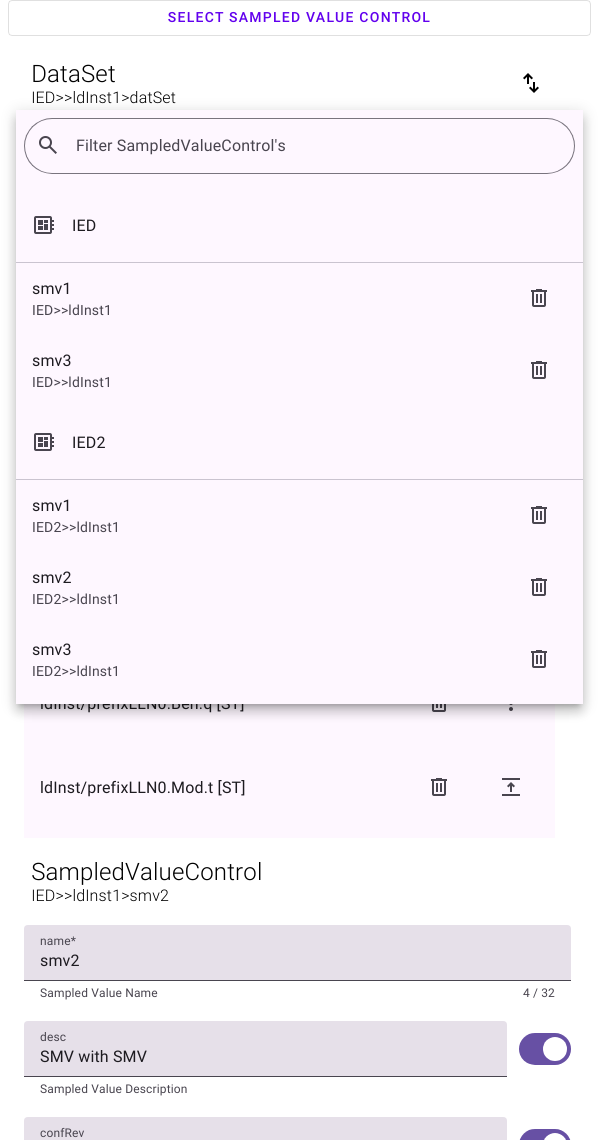 SELECT SAMPLED VALUE CONTROL
DataSet
IED>>ldInst1>datSet
Filter SampledValueControl's
IED
smv1
IED>>ldInst1
smv3
IED>>ldInst1
IED2
smv1
IED2>>ldInst1
smv2
IED2>>ldInst1
smv3
IED2>>ldInst1
ldInst/prefixLLN0.Beh.q [ST]
ldInst/prefixLLN0.Mod.t [ST]
SampledValueControl
IED>>ldInst1>smv2
name*
smv2
Sampled Value Name 4 / 32
desc
SMV with SMV
Sampled Value Description
confRev